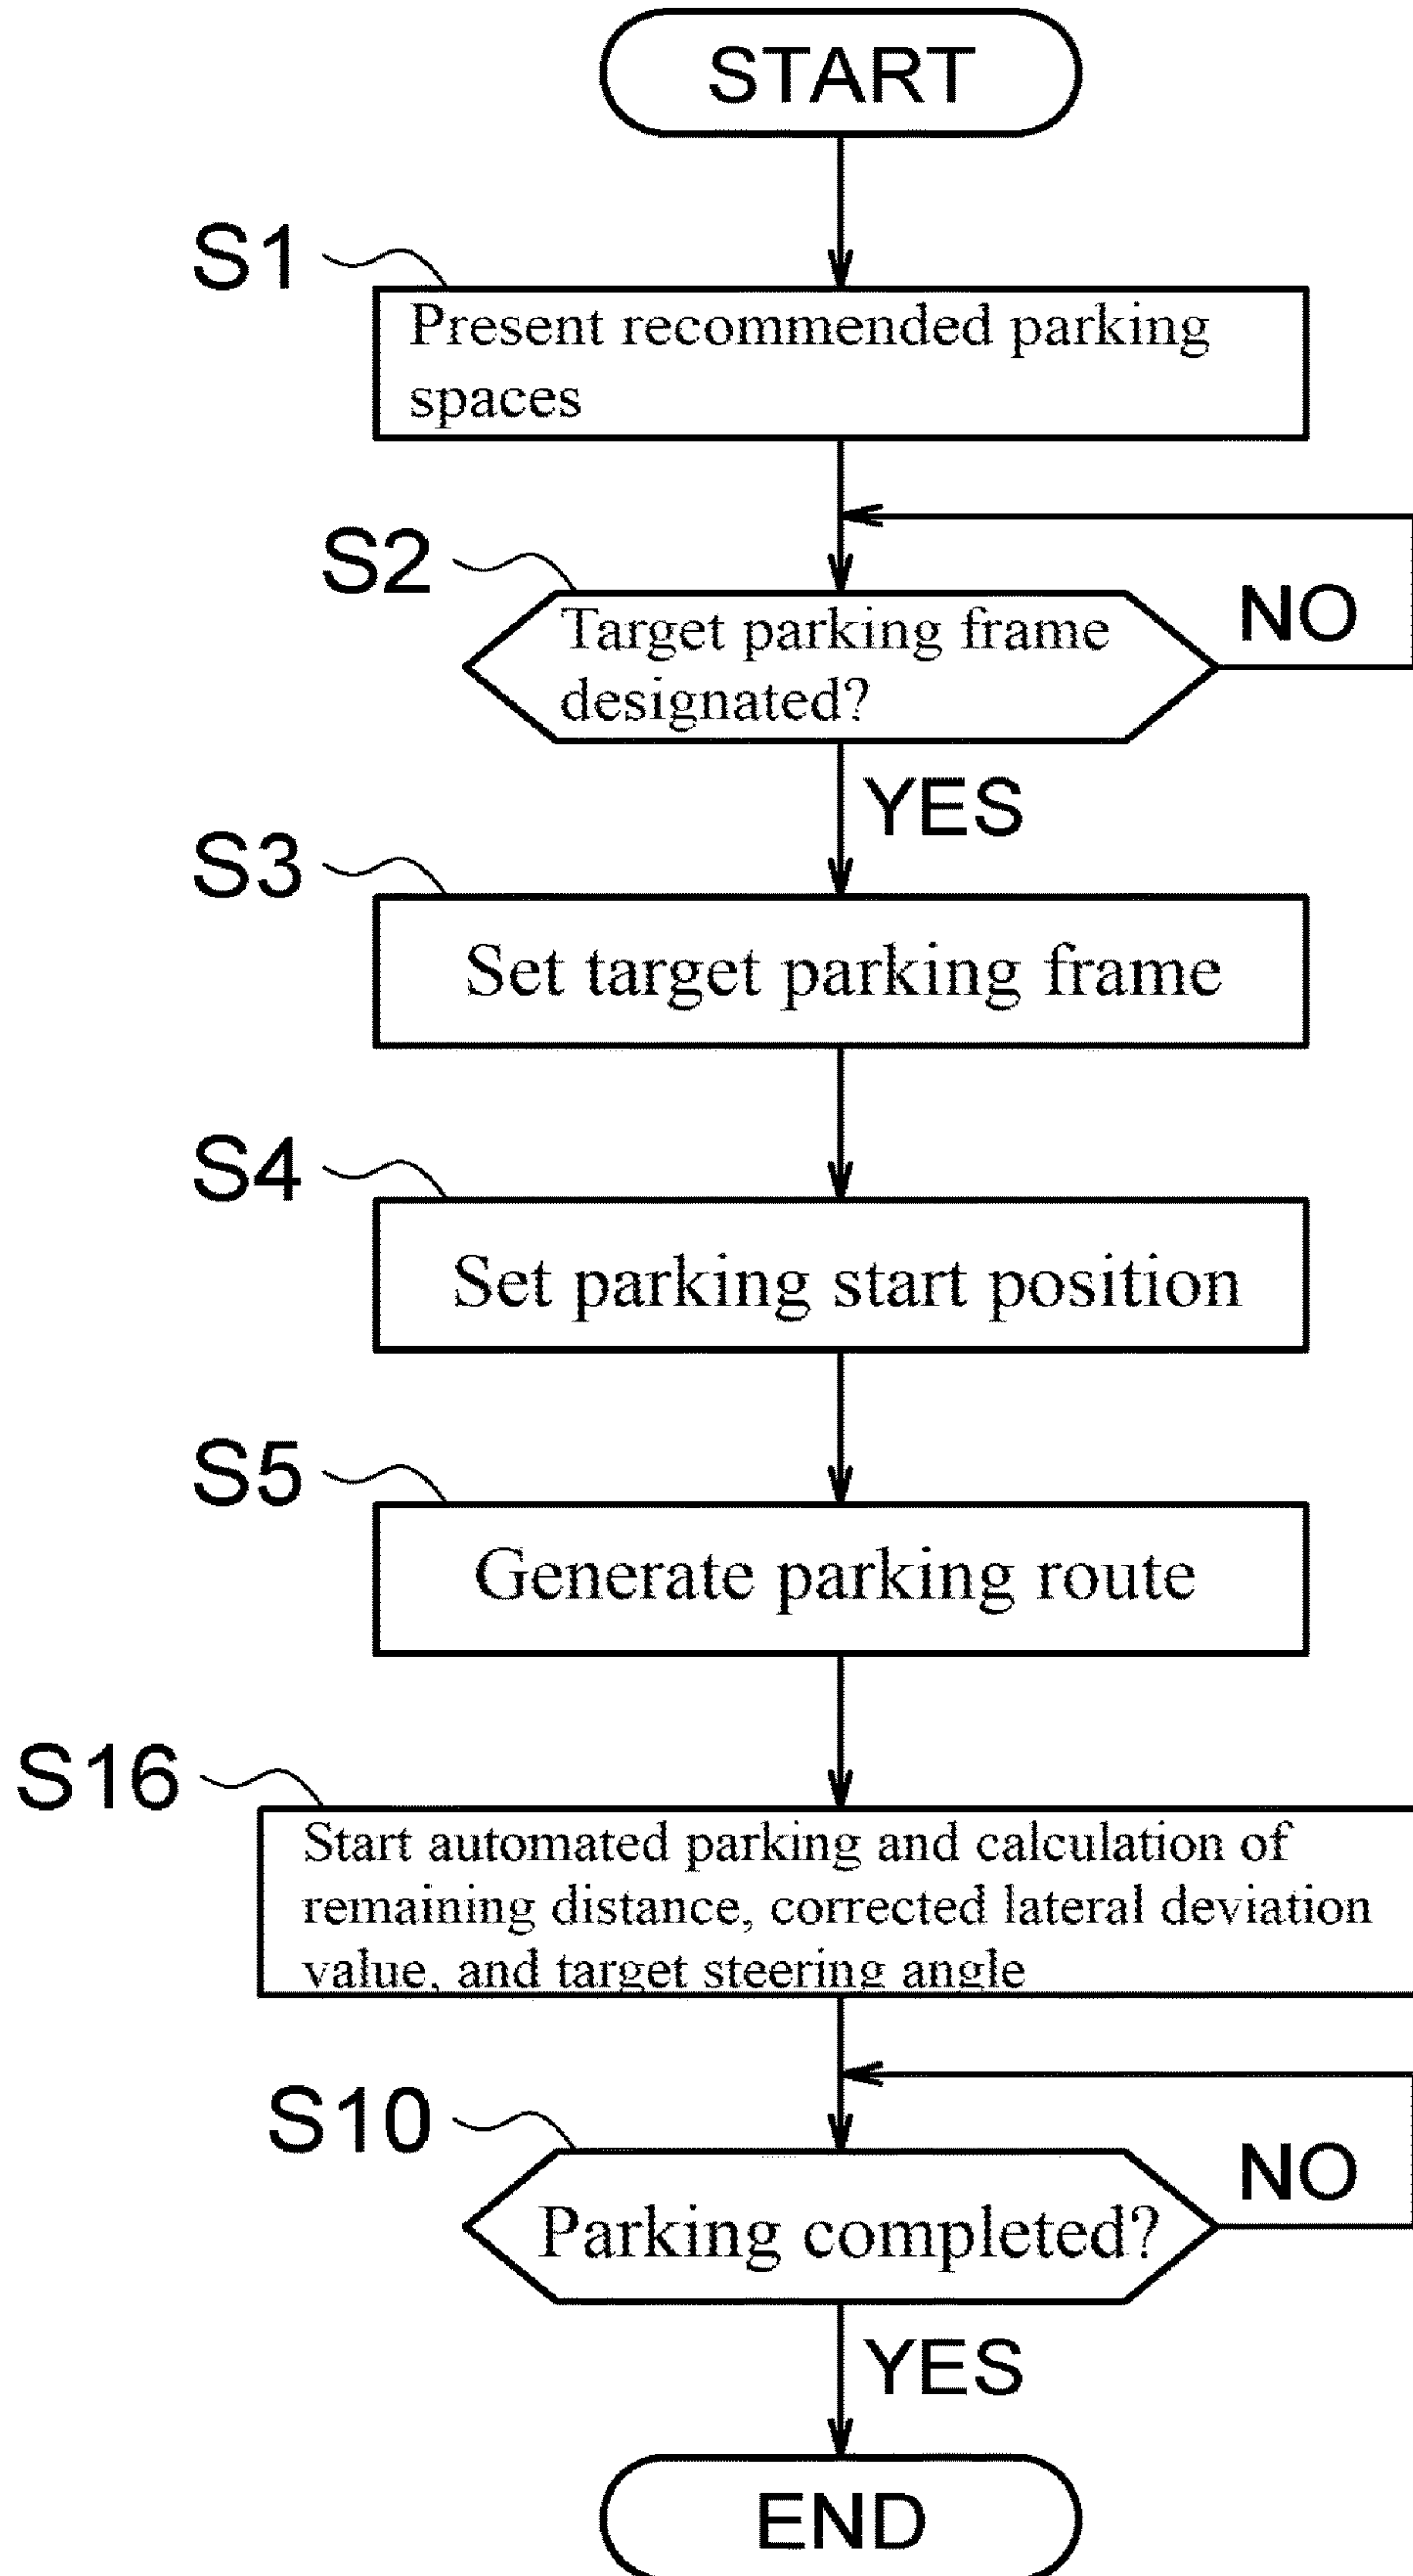 START
S1
Present recommended parking
spaces
S2
Target parking frame
designated?
NO
YES
S3
Set target parking frame
S4
Set parking start position
S5
Generate parking route
S16
Start automated parking and calculation of
remaining distance, corrected lateral deviation
value, and target steering angle
S10
Parking completed?
NO
YES
END